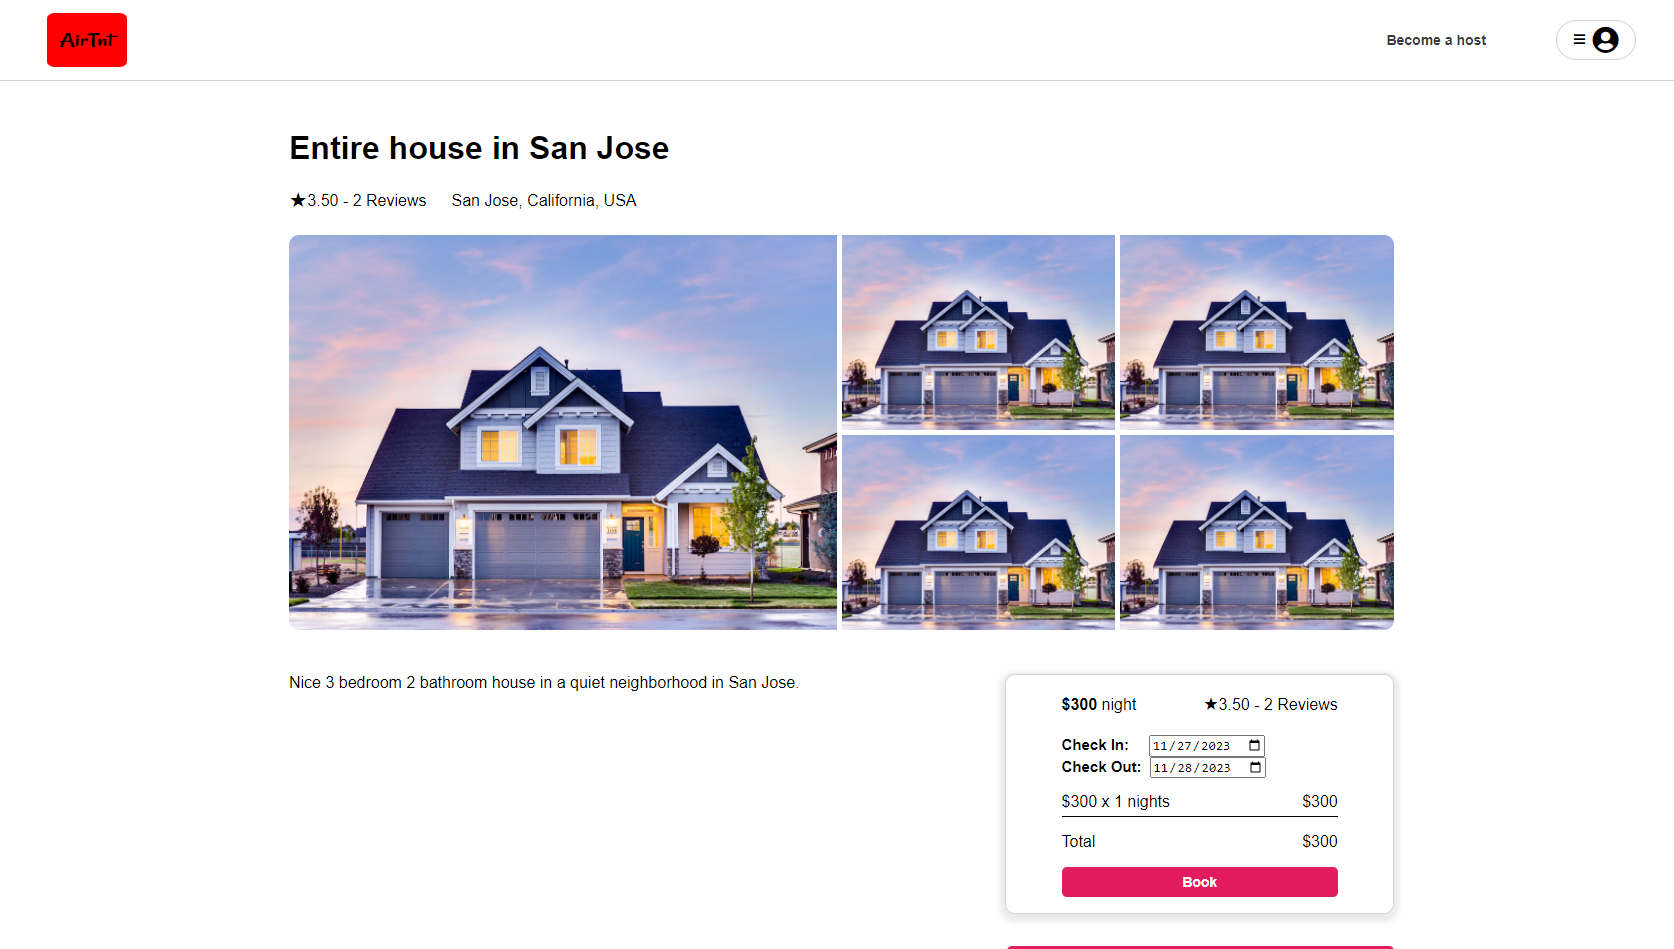 AirTnt
Become a host
Entire house in San Jose
★3.50 - 2 Reviews San Jose, California, USA
Nice 3 bedroom 2 bathroom house in a quiet neighborhood in San Jose.
$300 night ★3.50 - 2 Reviews
Check In: 11/27/2023
Check Out: 11/28/2023
$300 x 1 nights $300
Total $300
Book